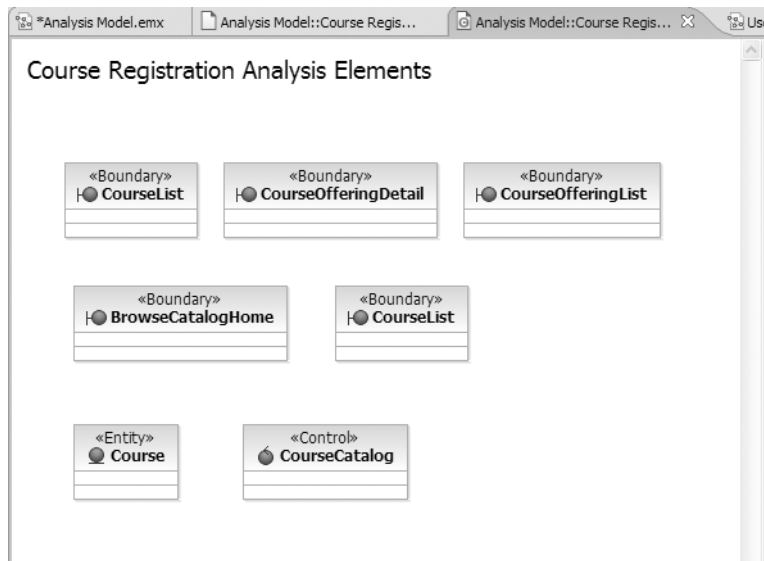 *Analysis Model.emx
Analysis Model::Course Regis...
Analysis Model::Course Regis...
Us
Course Registration Analysis Elements
«Boundary»
CourseList
«Boundary»
CourseOfferingDetail
«Boundary»
CourseOfferingList
«Boundary»
BrowseCatalogHome
«Boundary»
CourseList
«Entity»
Course
«Control»
CourseCatalog